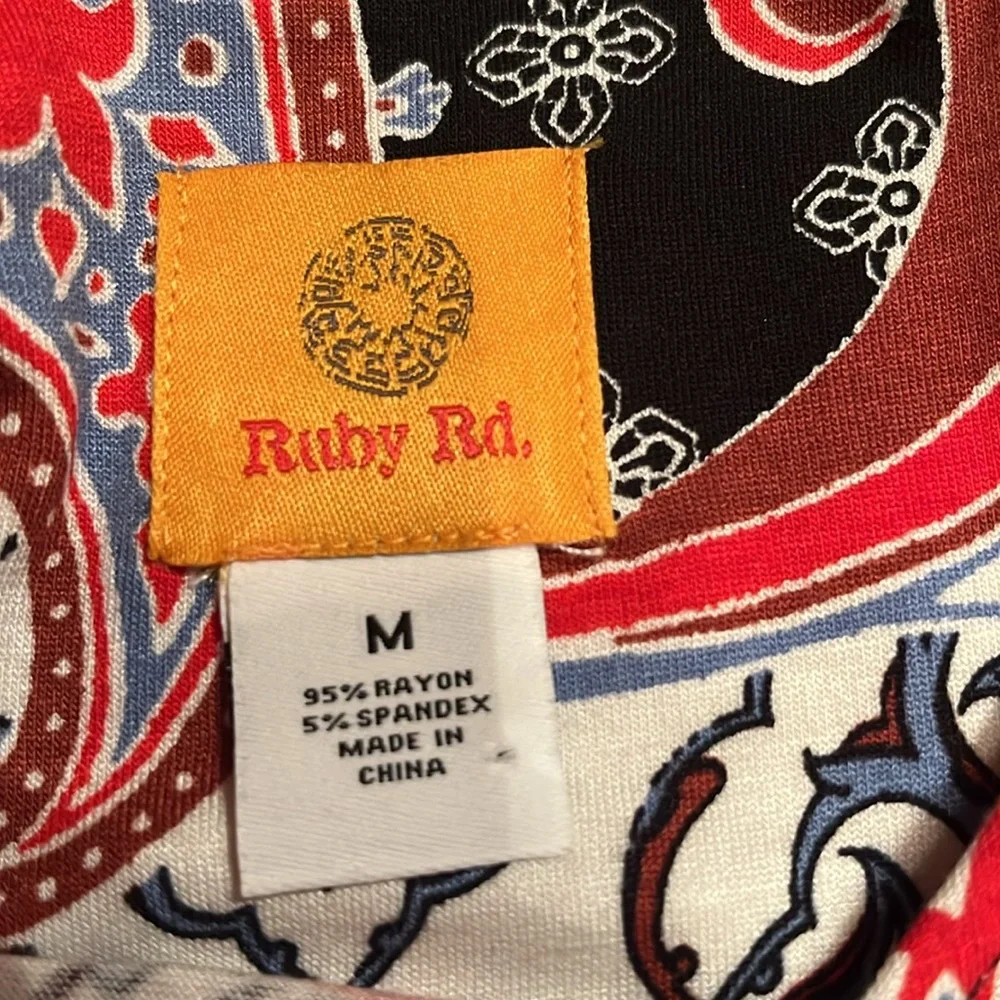 Ruby Rd.
M
95% RAYON
5% SPANDEX
MADE IN
CHINA